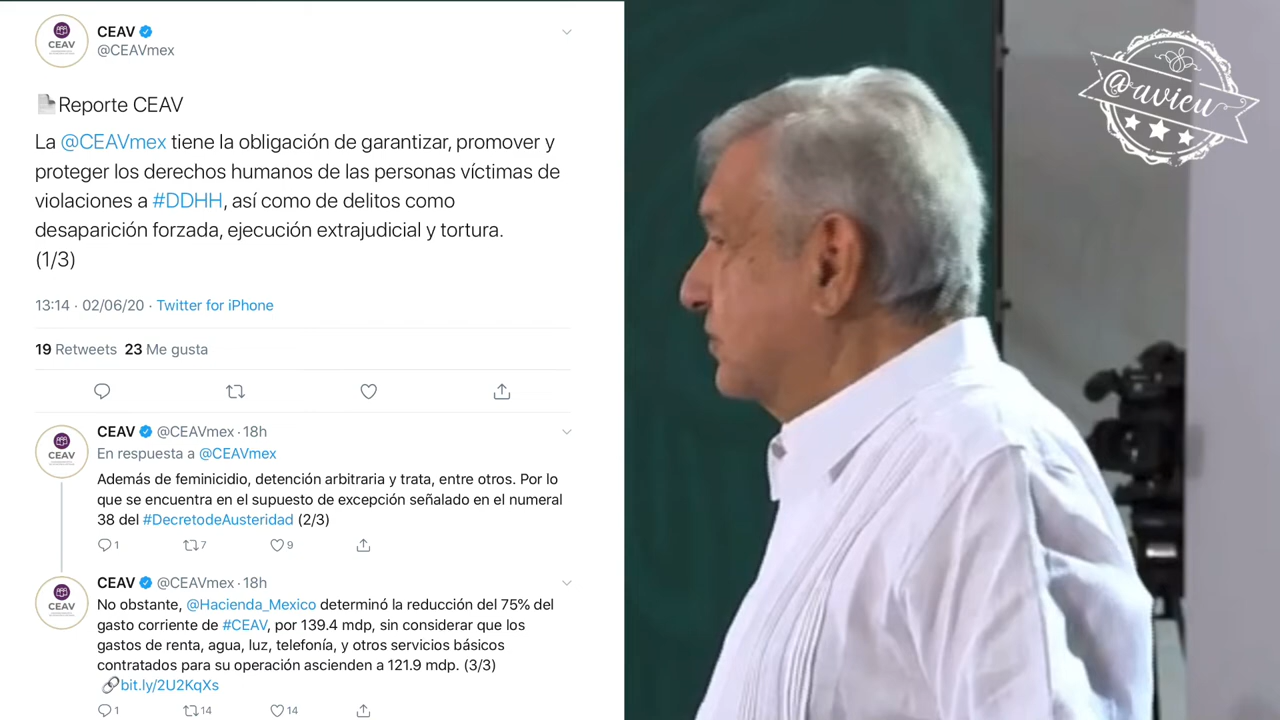 CEAV
@CEAVmex
CEAV
Reporte CEAV
La @CEAVmex tiene la obligación de garantizar, promover y
proteger los derechos humanos de las personas víctimas de
violaciones a #DDHH, así como de delitos como
desaparición forzada, ejecución extrajudicial y tortura.
(1/3)
13:14 · 02/06/20 · Twitter for iPhone
19 Retweets 23 Me gusta
CEAV @CEAVmex · 18h
CEAV
En respuesta a @CEAVmex
Además de feminicidio, detención arbitraria y trata, entre otros. Por lo
que se encuentra en el supuesto de excepción señalado en el numeral
38 del #DecretodeAusteridad (2/3)
1 7 9
CEAV @CEAVmex · 18h
CEAV
No obstante, @Hacienda_Mexico determinó la reducción del 75% del
gasto corriente de #CEAV, por 139.4 mdp, sin considerar que los
gastos de renta, agua, luz, telefonía, y otros servicios básicos
contratados para su operación ascienden a 121.9 mdp. (3/3)
bit.ly/2U2KqXs
1 14 14
@avieu